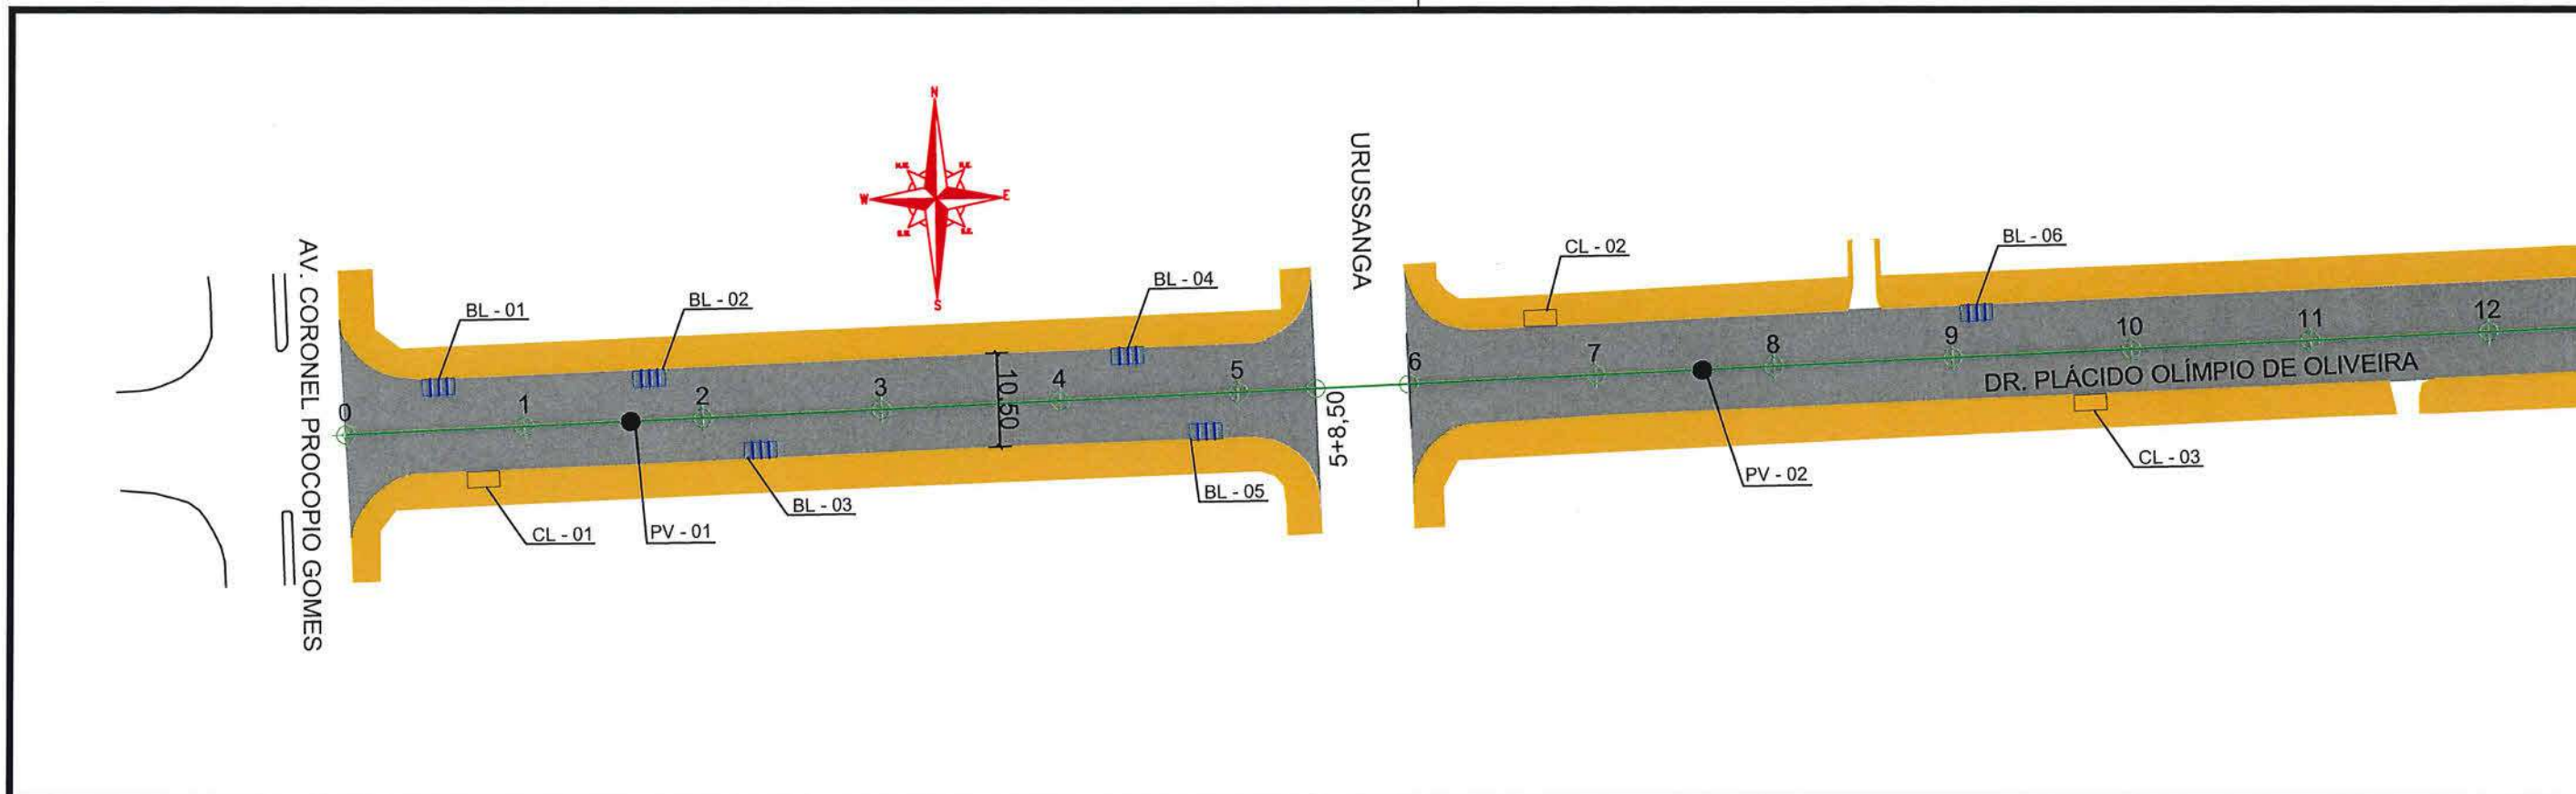 N
N.W.
N.E.
W
E
S.W.
S.E.
S
URUSSANGA
AV. CORONEL PROCOPIO GOMES
BL - 01
BL - 02
BL - 04
CL - 02
BL - 06
0
1
2
3
4
5
6
7
8
9
10
11
12
10.50
5+8,50
DR. PLÁCIDO OLÍMPIO DE OLIVEIRA
CL - 01
PV - 01
BL - 03
BL - 05
PV - 02
CL - 03